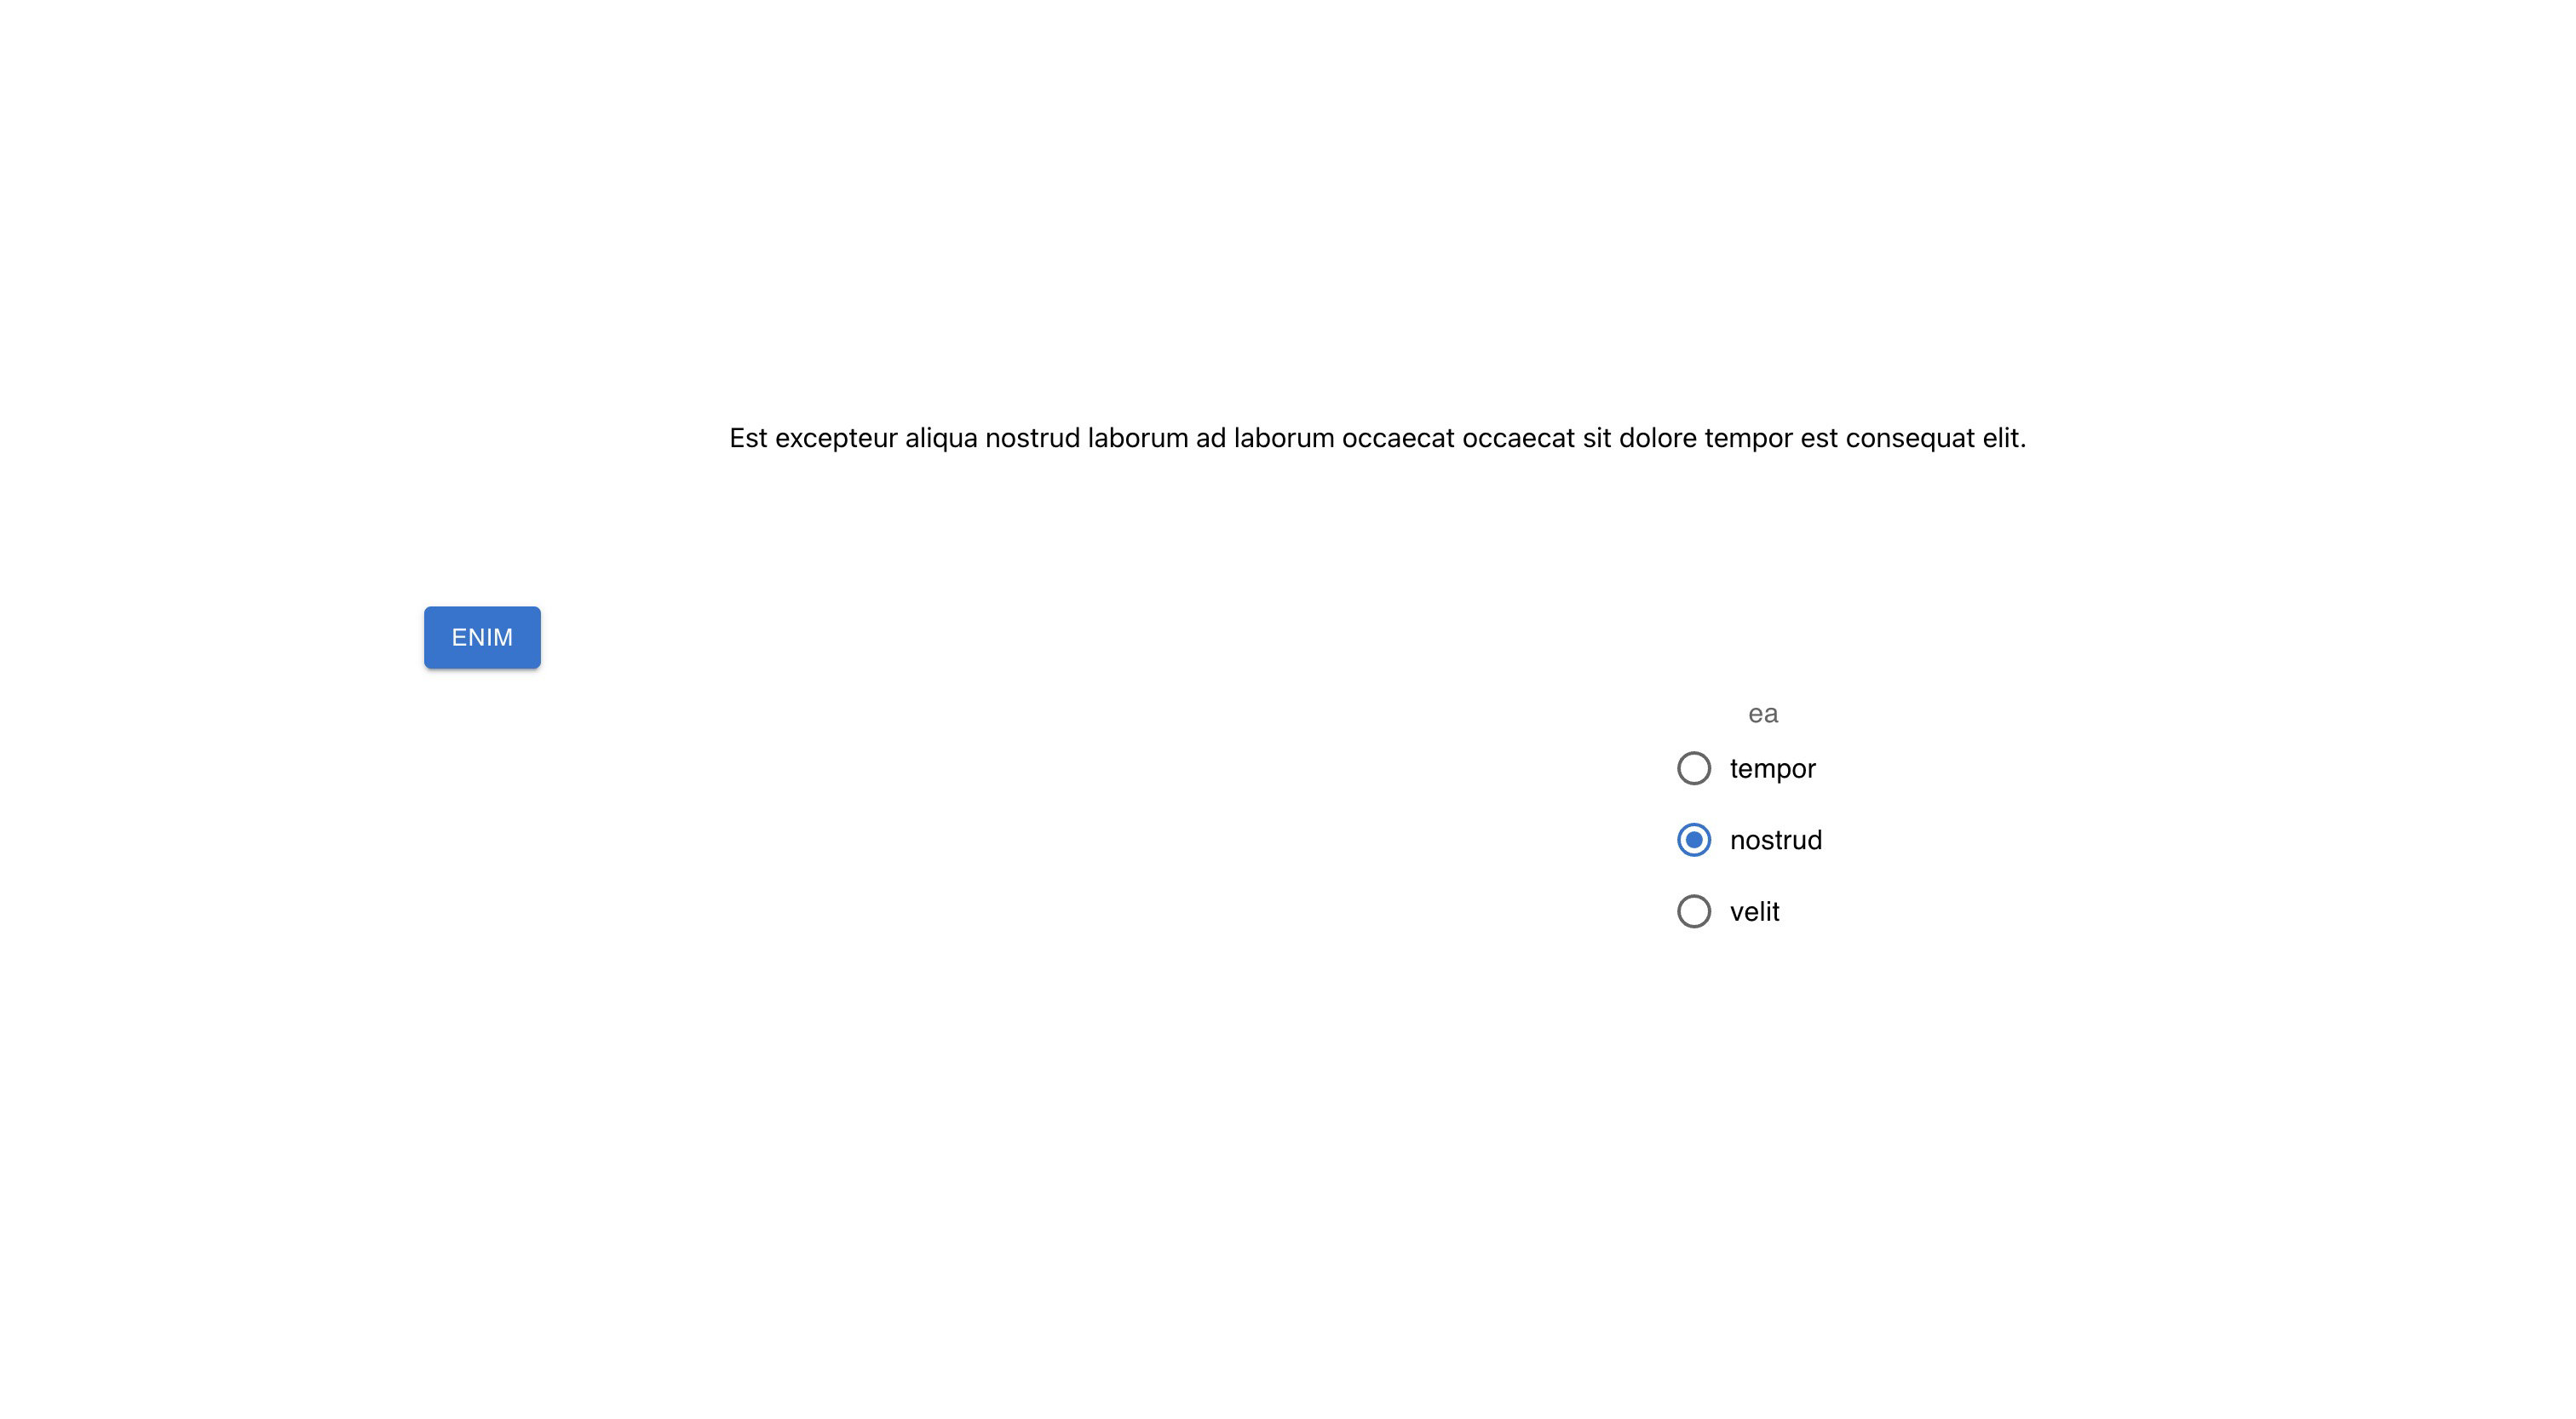 Est excepteur aliqua nostrud laborum ad laborum occaecat occaecat sit dolore tempor est consequat elit.
ENIM
ea
tempor
nostrud
velit